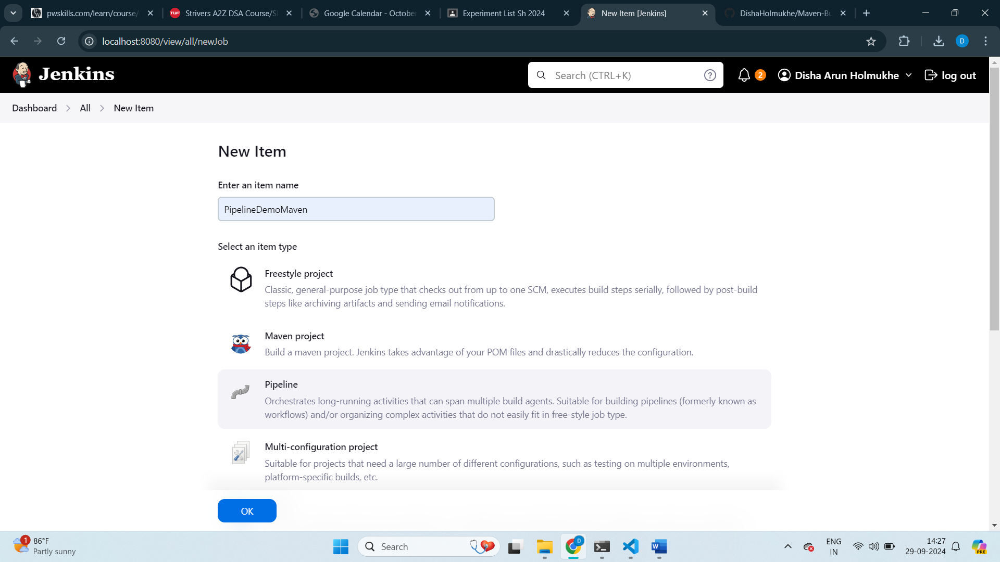 pwskills.com/learn/course/
Strivers A2Z DSA Course/S
Google Calendar - October
Experiment List Sh 2024
New Item [Jenkins]
DishaHolmukhe/Maven-Bu
localhost:8080/view/all/newJob
D
Jenkins
Search (CTRL+K)
2
Disha Arun Holmukhe
log out
Dashboard
All
New Item
New Item
Enter an item name
PipelineDemoMaven
Select an item type
Freestyle project
Classic, general-purpose job type that checks out from up to one SCM, executes build steps serially, followed by post-build
steps like archiving artifacts and sending email notifications.
Maven project
Build a maven project. Jenkins takes advantage of your POM files and drastically reduces the configuration.
Pipeline
Orchestrates long-running activities that can span multiple build agents. Suitable for building pipelines (formerly known as
workflows) and/or organizing complex activities that do not easily fit in free-style job type.
Multi-configuration project
Suitable for projects that need a large number of different configurations, such as testing on multiple environments,
platform-specific builds, etc.
OK
1
86°F
Partly sunny
Search
D
ENG
IN
14:27
29-09-2024
PRE